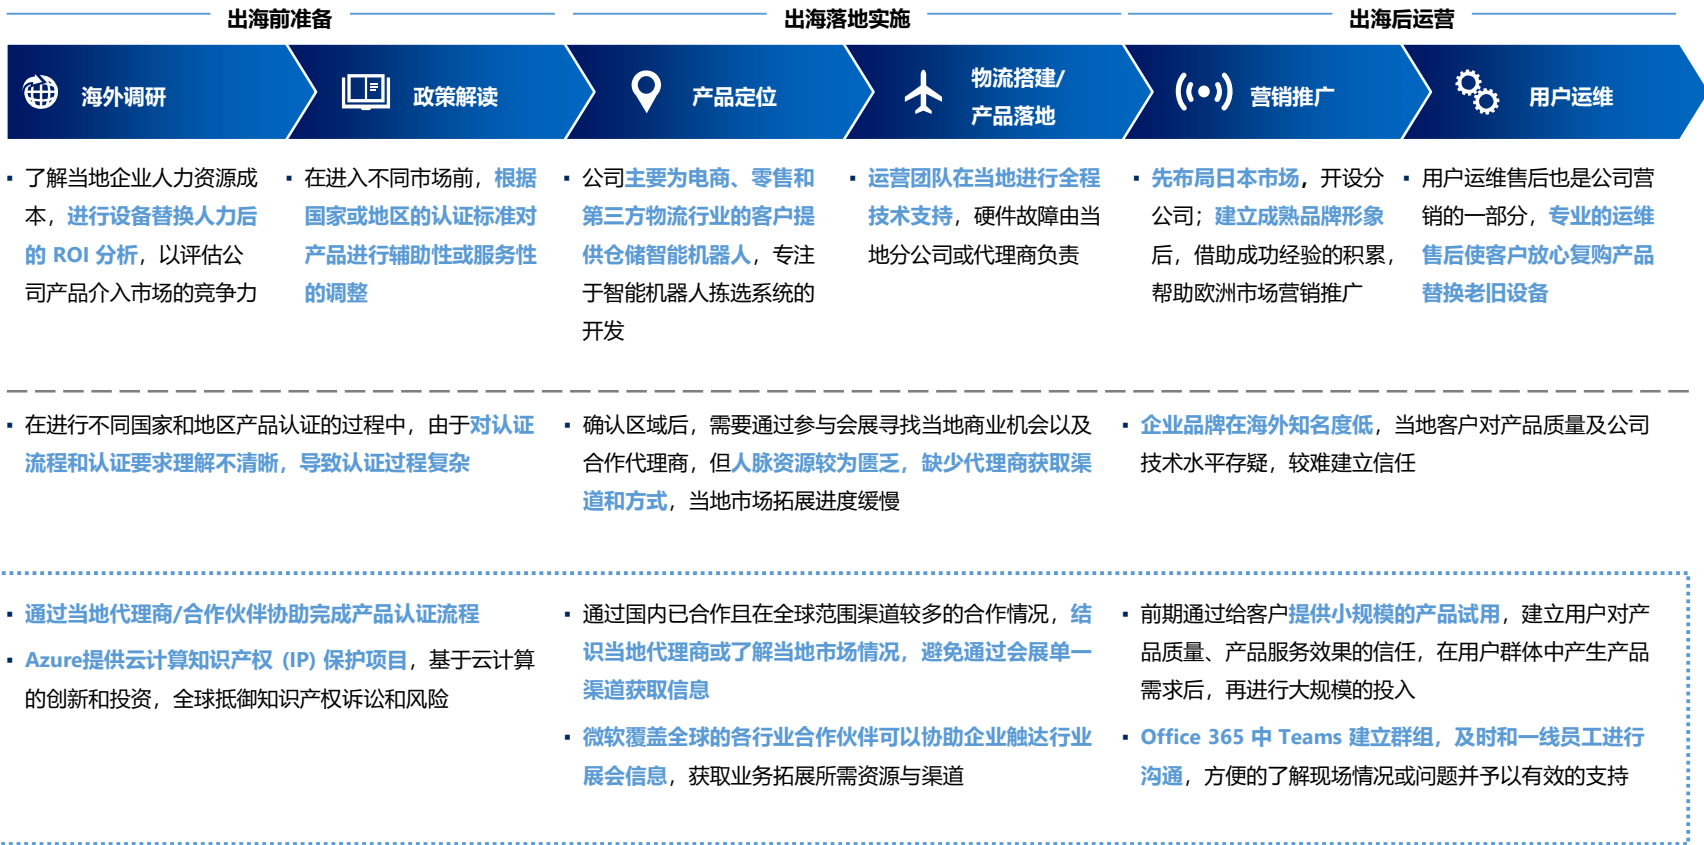 出海前准备
出海落地实施
出海后运营
海外调研
政策解读
产品定位
物流搭建/
产品落地
营销推广
用户运维
▪ 了解当地企业人力资源成
本，进行设备替换人力后
的 ROI 分析，以评估公
司产品介入市场的竞争力
▪ 在进入不同市场前，根据
国家或地区的认证标准对
产品进行辅助性或服务性
的调整
▪ 公司主要为电商、零售和
第三方物流行业的客户提
供仓储智能机器人，专注
于智能机器人拣选系统的
开发
▪ 运营团队在当地进行全程
技术支持，硬件故障由当
地分公司或代理商负责
▪ 先布局日本市场，开设分
公司；建立成熟品牌形象
后，借助成功经验的积累，
帮助欧洲市场营销推广
▪ 用户运维售后也是公司营
销的一部分，专业的运维
售后使客户放心复购产品
替换老旧设备
▪ 在进行不同国家和地区产品认证的过程中，由于对认证
流程和认证要求理解不清晰，导致认证过程复杂
▪ 确认区域后，需要通过参与会展寻找当地商业机会以及
合作代理商，但人脉资源较为匮乏，缺少代理商获取渠
道和方式，当地市场拓展进度缓慢
▪ 企业品牌在海外知名度低，当地客户对产品质量及公司
技术水平存疑，较难建立信任
▪ 通过当地代理商/合作伙伴协助完成产品认证流程
▪ Azure提供云计算知识产权 (IP) 保护项目，基于云计算
的创新和投资，全球抵御知识产权诉讼和风险
▪ 通过国内已合作且在全球范围渠道较多的合作情况，结
识当地代理商或了解当地市场情况，避免通过会展单一
渠道获取信息
▪ 微软覆盖全球的各行业合作伙伴可以协助企业触达行业
展会信息，获取业务拓展所需资源与渠道
▪ 前期通过给客户提供小规模的产品试用，建立用户对产
品质量、产品服务效果的信任，在用户群体中产生产品
需求后，再进行大规模的投入
▪ Office 365 中 Teams 建立群组，及时和一线员工进行
沟通，方便的了解现场情况或问题并予以有效的支持